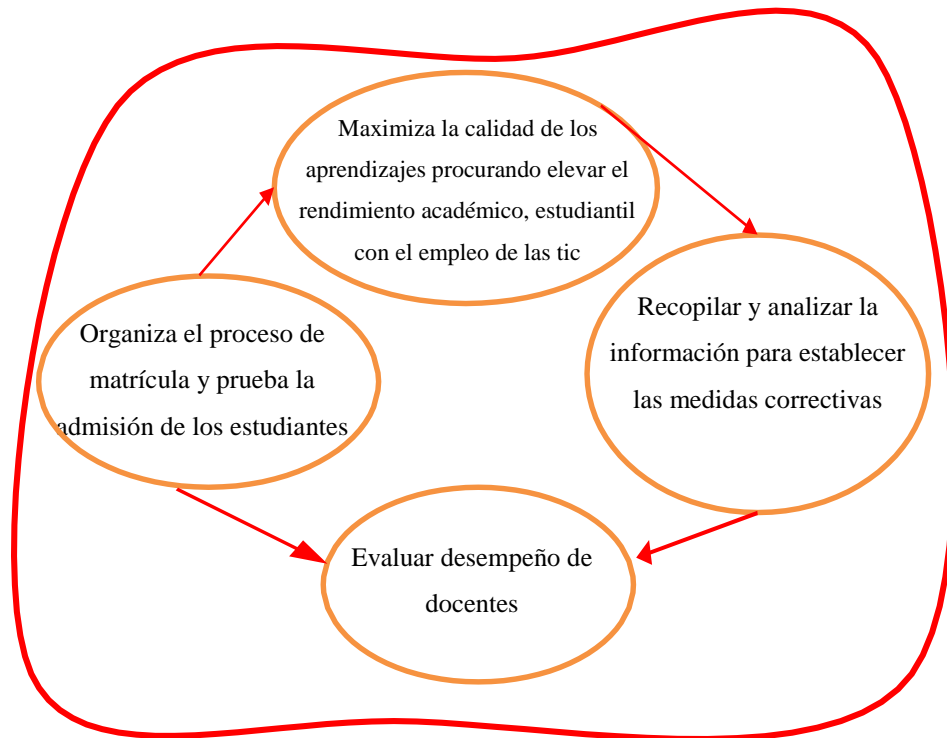 Maximiza la calidad de los
aprendizajes procurando elevar el
rendimiento académico, estudiantil
con el empleo de las tic
Organiza el proceso de
matrícula y prueba la
admisión de los estudiantes
Recopilar y analizar la
información para establecer
las medidas correctivas
Evaluar desempeño de
docentes